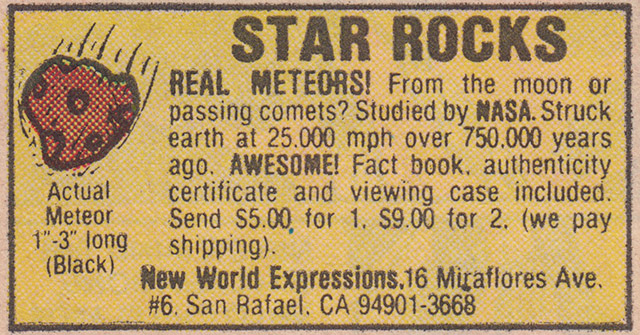 STAR ROCKS
REAL METEORS! From the moon or
passing comets? Studied by NASA. Struck
earth at 25.000 mph over 750.000 years
ago. AWESOME! Fact book, authenticity
certificate and viewing case included.
Send $5.00 for 1, $9.00 for 2, (we pay
shipping).
New World Expressions, 16 Miraflores Ave.
#6. San Rafael. CA 94901-3668
Actual
Meteor
1"-3" long
(Black)